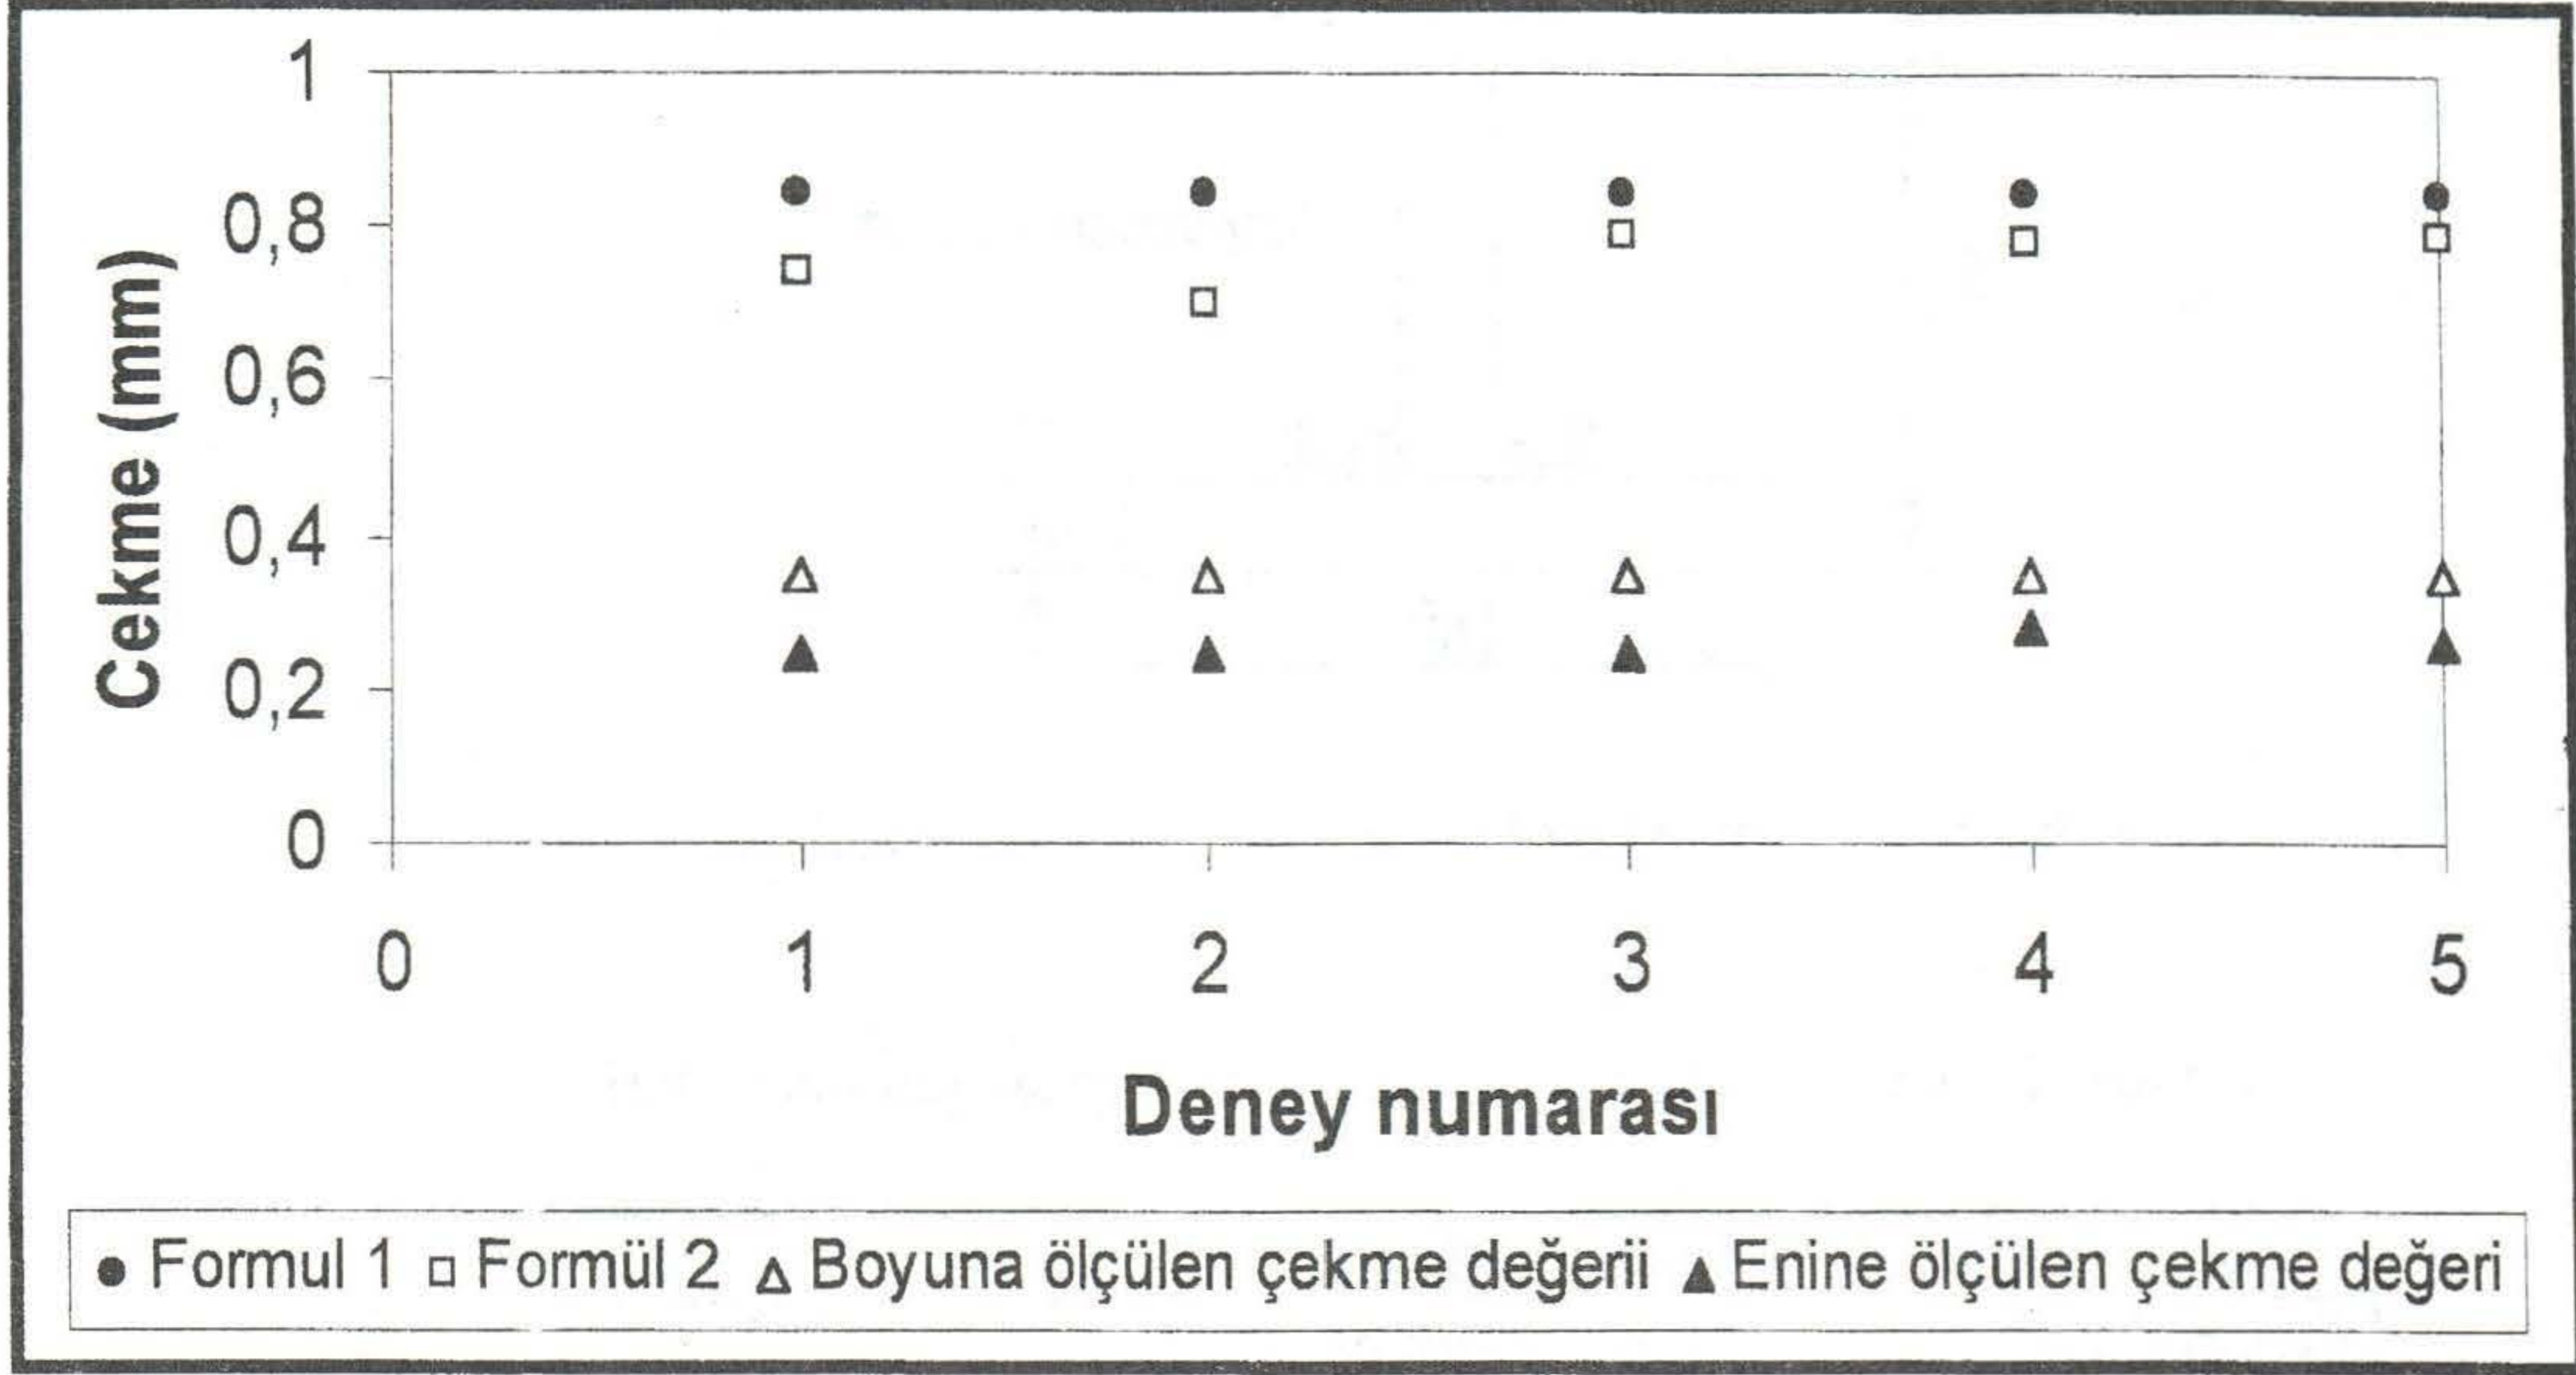 Cekme (mm)
1
0,8
0,6
0,4
0,2
0
0 1 2 3 4 5
Deney numarası
● Formul 1 □ Formül 2 △ Boyuna ölçülen çekme değerii ▲ Enine ölçülen çekme değeri